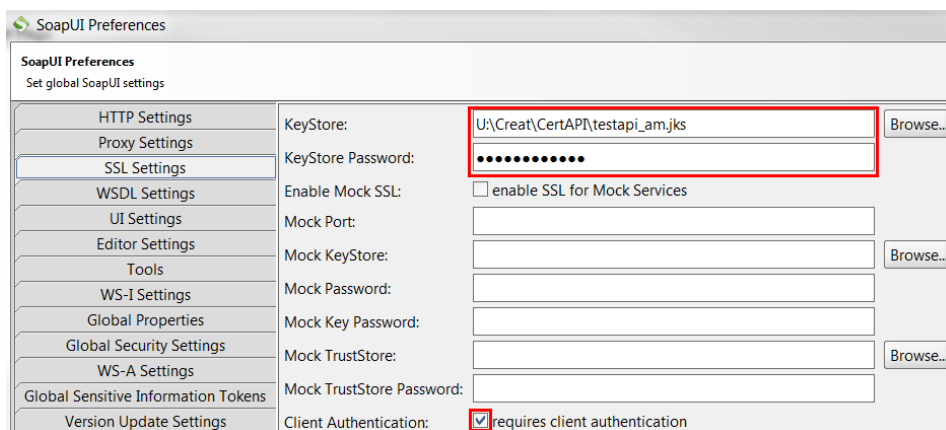 SoapUI Preferences
SoapUI Preferences
Set global SoapUI settings
HTTP Settings
Proxy Settings
SSL Settings
WSDL Settings
UI Settings
Editor Settings
Tools
WS-I Settings
Global Properties
Global Security Settings
WS-A Settings
Global Sensitive Information Tokens
Version Update Settings
KeyStore: U:\Creat\CertAPI\testapi_am.jks Browse...
KeyStore Password: ●●●●●●●●●●●●
Enable Mock SSL: enable SSL for Mock Services
Mock Port:
Mock KeyStore: Browse...
Mock Password:
Mock Key Password:
Mock TrustStore: Browse...
Mock TrustStore Password:
Client Authentication: requires client authentication